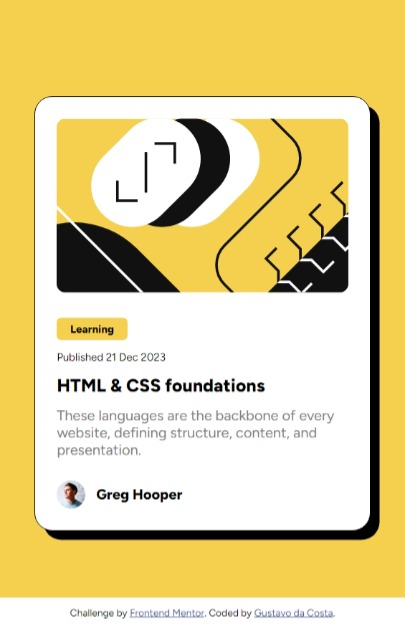 Learning
Published 21 Dec 2023
HTML & CSS foundations
These languages are the backbone of every
website, defining structure, content, and
presentation.
Greg Hooper
Challenge by Frontend Mentor. Coded by Gustavo da Costa.